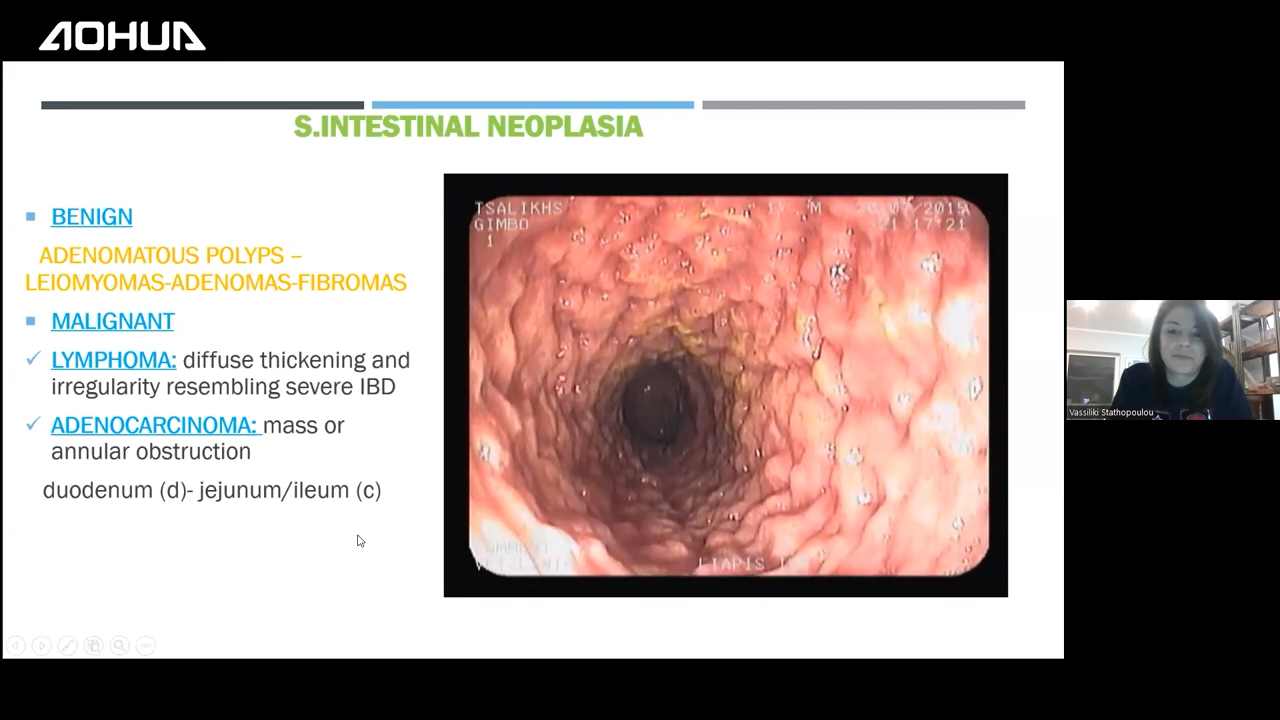 AOHUA
S.INTESTINAL NEOPLASIA
BENIGN
ADENOMATOUS POLYPS –
LEIOMYOMAS-ADENOMAS-FIBROMAS
MALIGNANT
LYMPHOMA: diffuse thickening and
irregularity resembling severe IBD
ADENOCARCINOMA: mass or
annular obstruction
duodenum (d)- jejunum/ileum (c)
TSALIKHS M 20/07/2015
GIMBO 17:21
1
LIAPIS
Vassiliki Stathopoulou